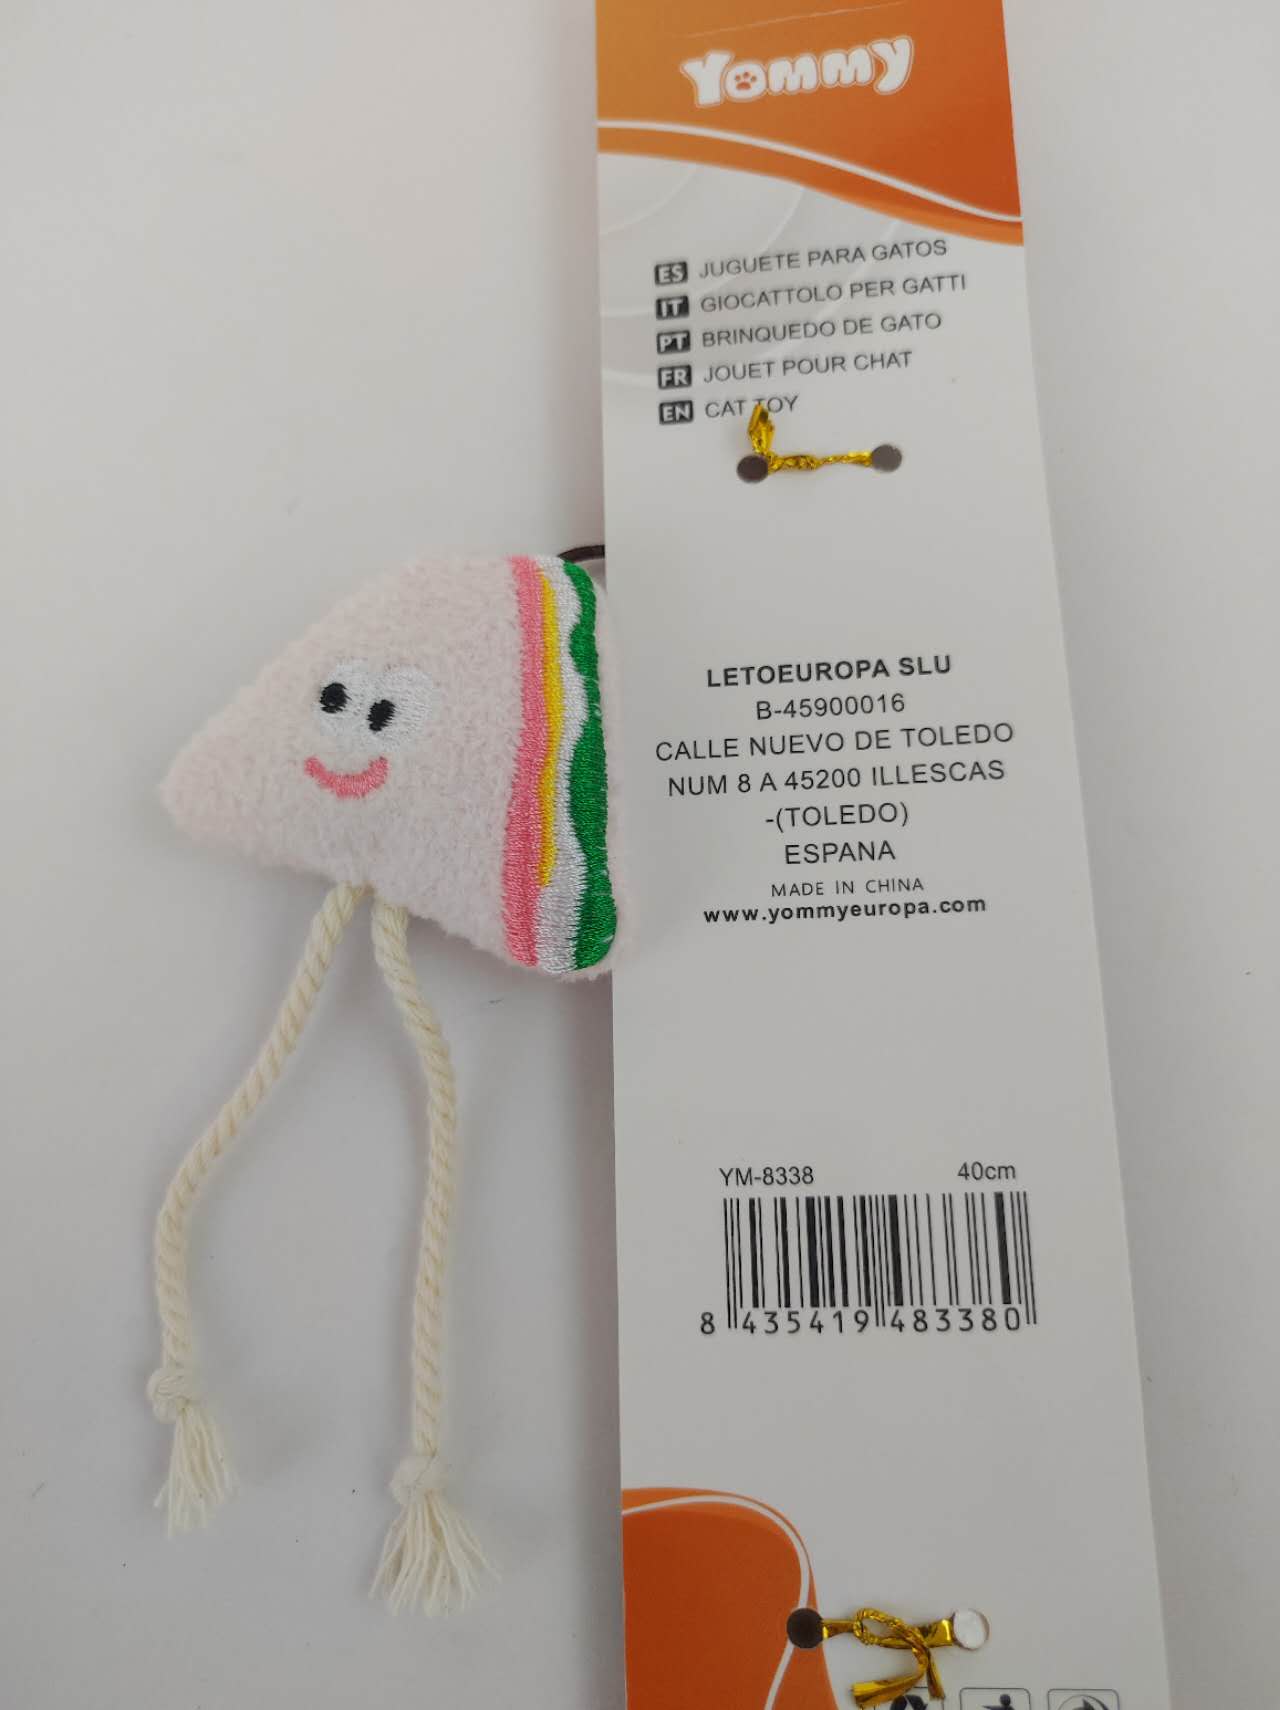 Yommy
ES JUGUETE PARA GATOS
IT GIOCATTOLO PER GATTI
PT BRINQUEDO DE GATO
FR JOUET POUR CHAT
EN CAT TOY
LETOEUROPA SLU
B-45900016
CALLE NUEVO DE TOLEDO
NUM 8 A 45200 ILLESCAS
-(TOLEDO)
ESPANA
MADE IN CHINA
www.yommyeuropa.com
YM-8338 40cm
8 435419 483380